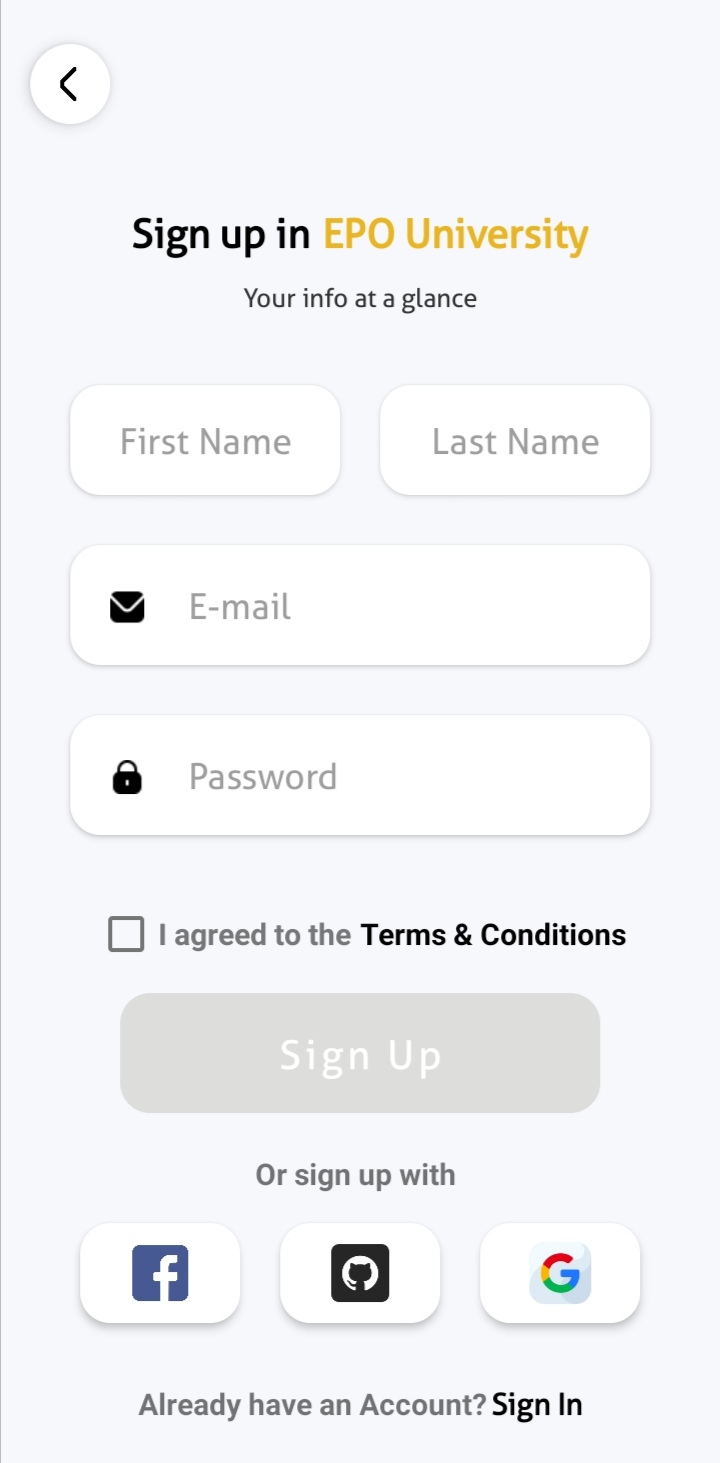 Sign up in EPO University
Your info at a glance
First Name Last Name
E-mail
Password
I agreed to the Terms & Conditions
Sign Up
Or sign up with
Already have an Account? Sign In